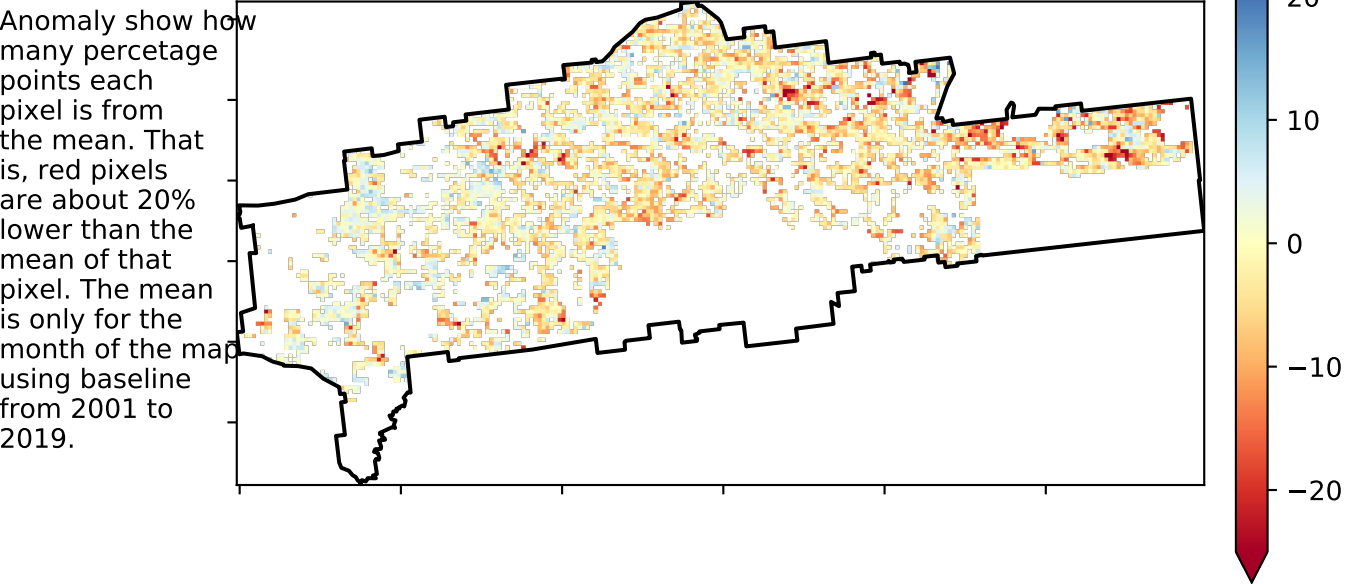 Anomaly show how
many percetage
points each
pixel is from
the mean. That
is, red pixels
are about 20%
lower than the
mean of that
pixel. The mean
is only for the
month of the map
using baseline
from 2001 to
2019.
20
10
0
−10
−20